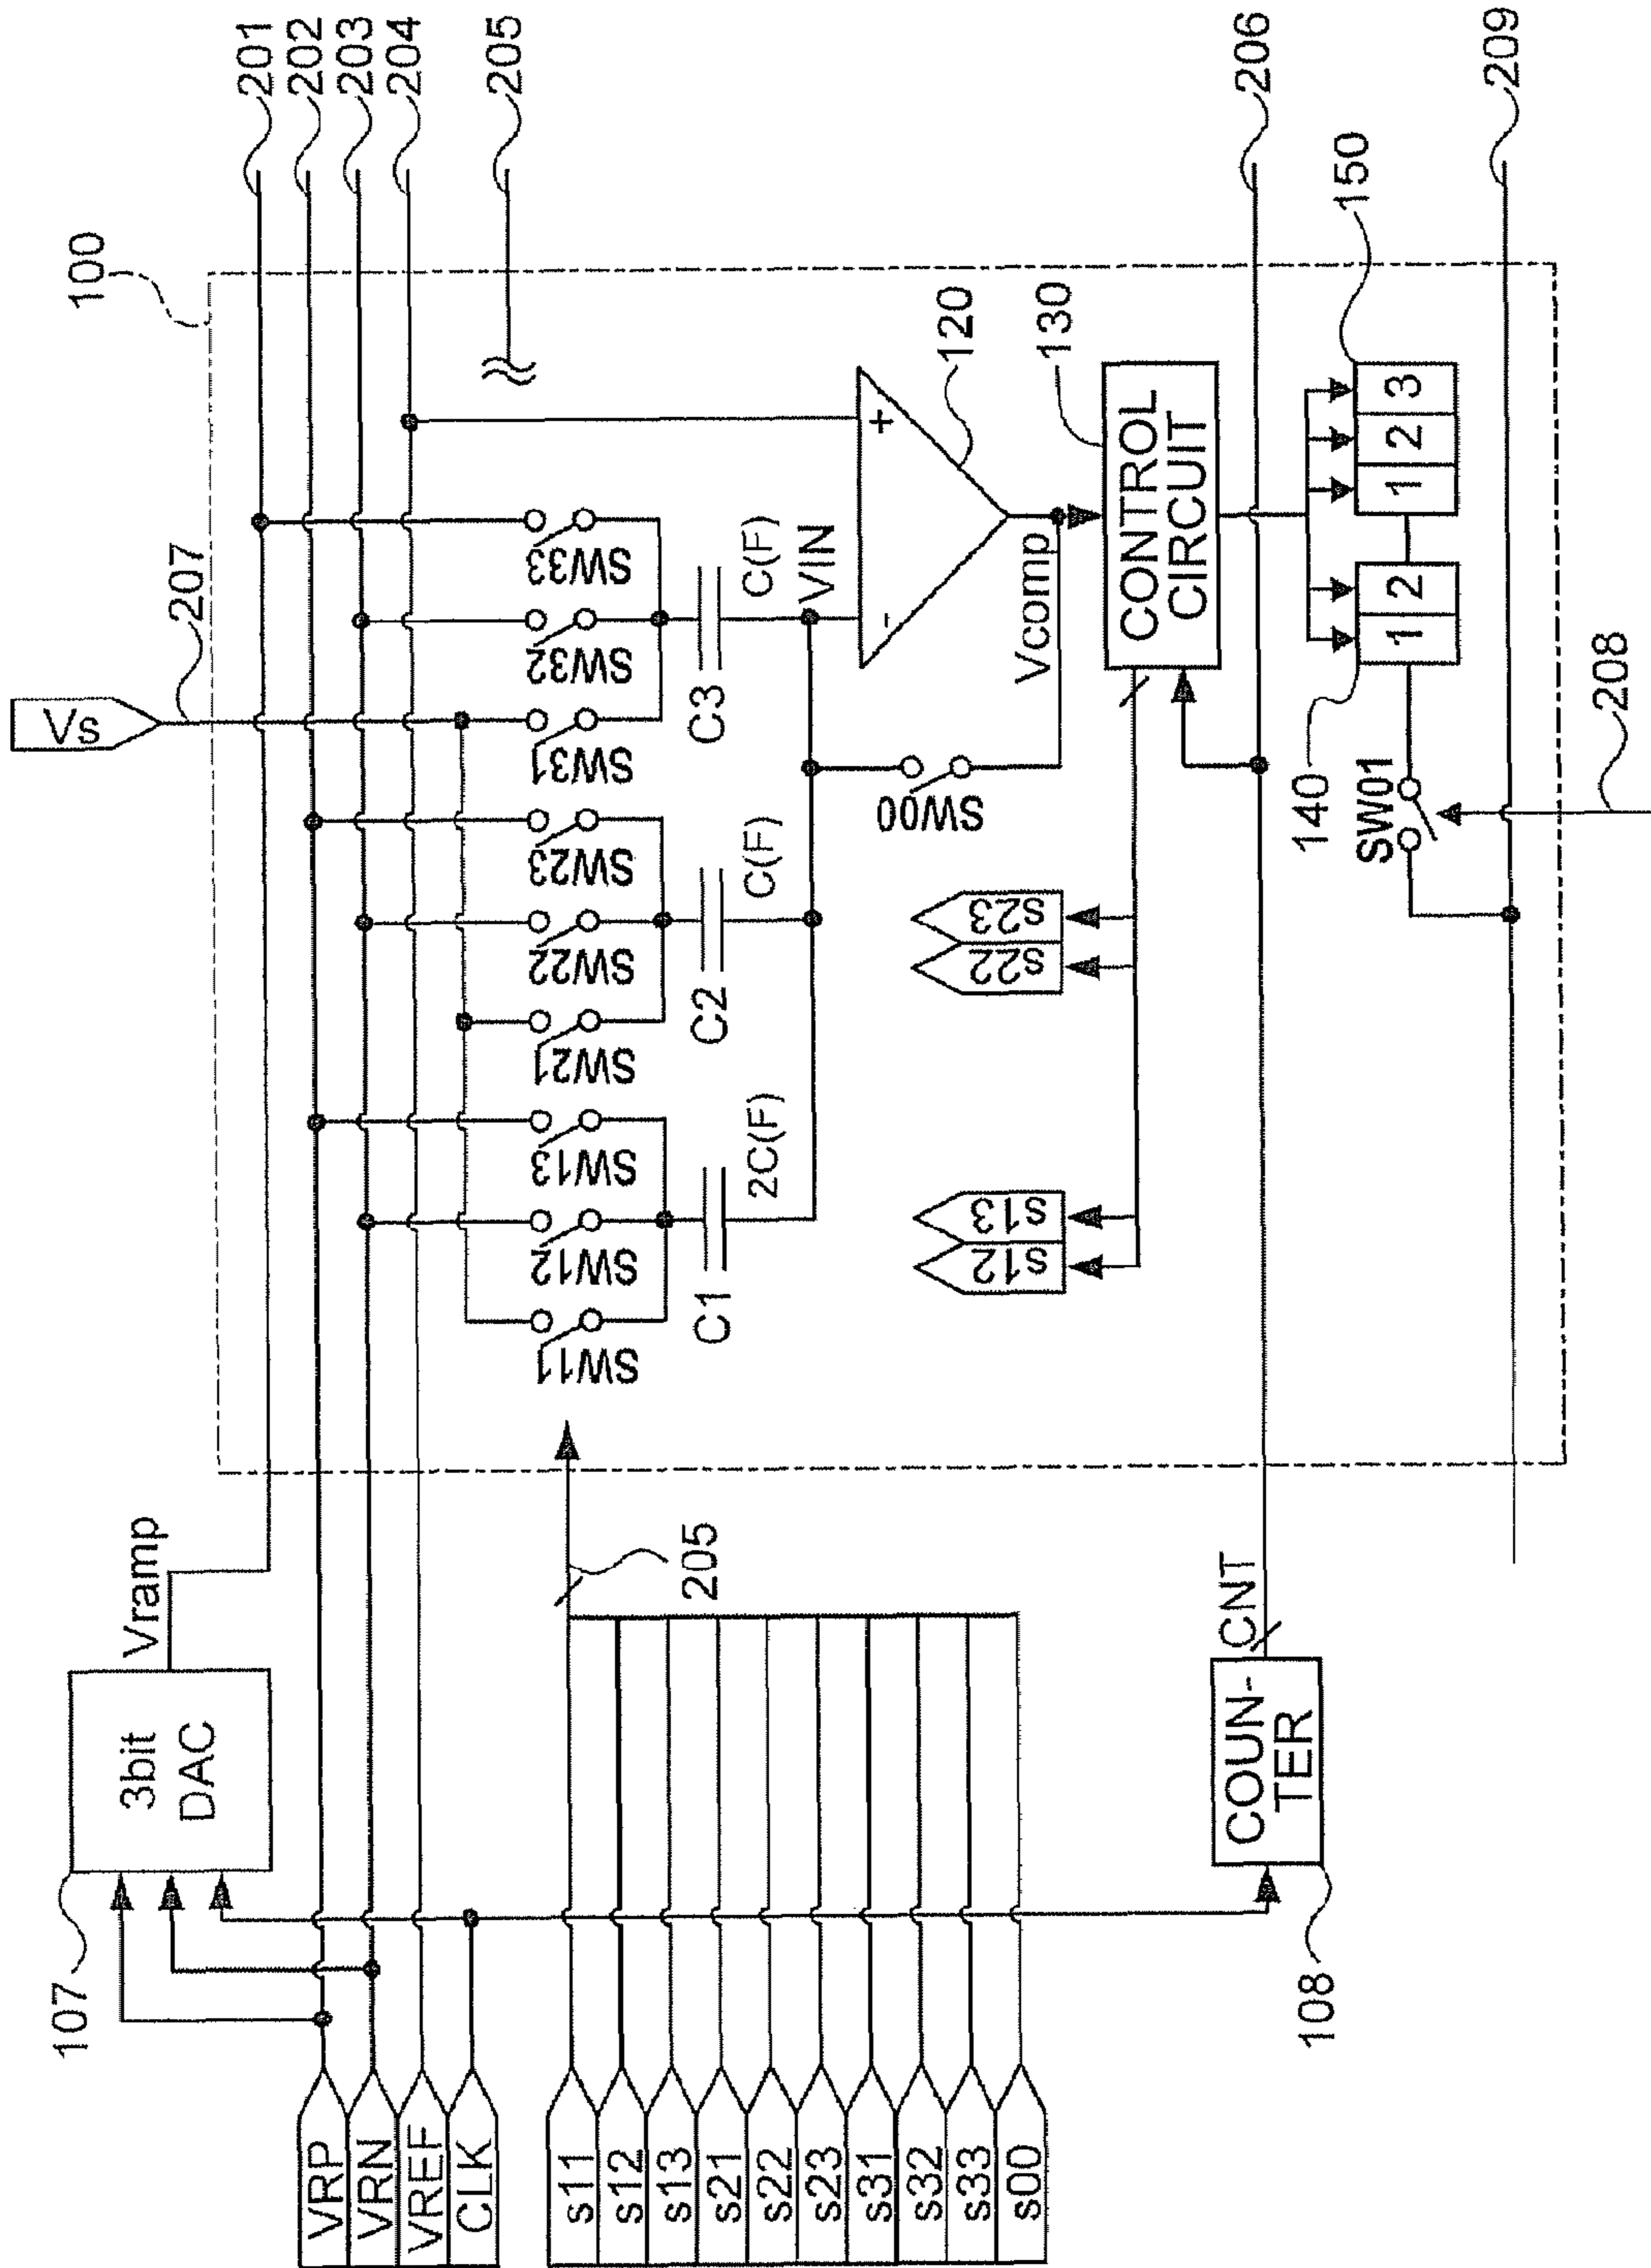 100
201
202
203
204
205
206
209
107
3bit
DAC
Vramp
Vs
207
VRP
VRN
VREF
CLK
s11
s12
s13
s21
s22
s23
s31
s32
s33
s00
205
SW11
SW12
SW13
SW21
SW22
SW23
SW31
SW32
SW33
C1
2C(F)
C2
C(F)
C3
C(F)
VIN
-
+
120
SW00
Vcomp
130
CONTROL
CIRCUIT
s12
s13
s22
s23
COUN-
TER
108
CNT
140
1
2
150
1
2
3
SW01
208